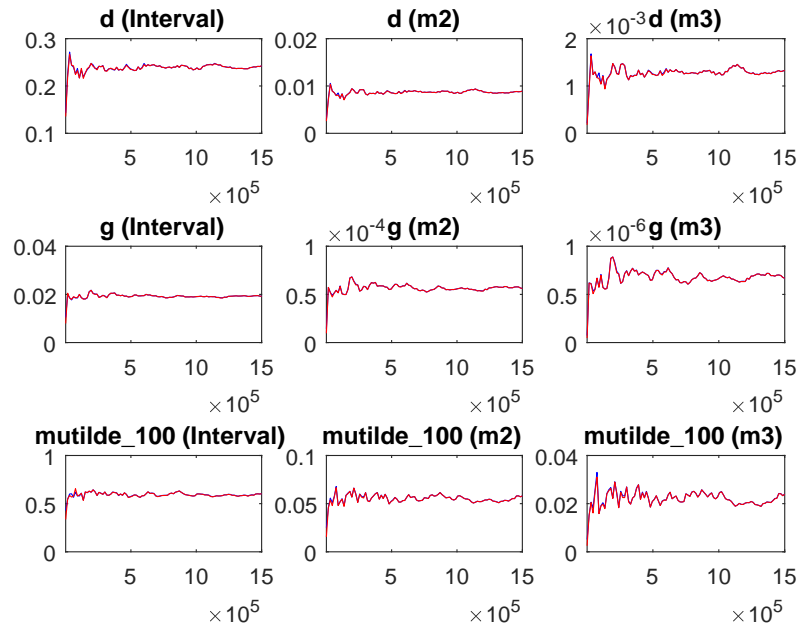 d (Interval) d (m2) ×10-3 d (m3)
0.3 0.02 2
0.2 0.01 1
0.1 0 0
5 10 15 5 10 15 5 10 15
×10^5 ×10^5 ×10^5
g (Interval) ×10-4 g (m2) ×10-6 g (m3)
0.04 1 1
0.02 0.5 0.5
0 0 0
5 10 15 5 10 15 5 10 15
×10^5 ×10^5 ×10^5
mutilde_100 (Interval) mutilde_100 (m2) mutilde_100 (m3)
1 0.1 0.04
0.5 0.05 0.02
0 0 0
5 10 15 5 10 15 5 10 15
×10^5 ×10^5 ×10^5